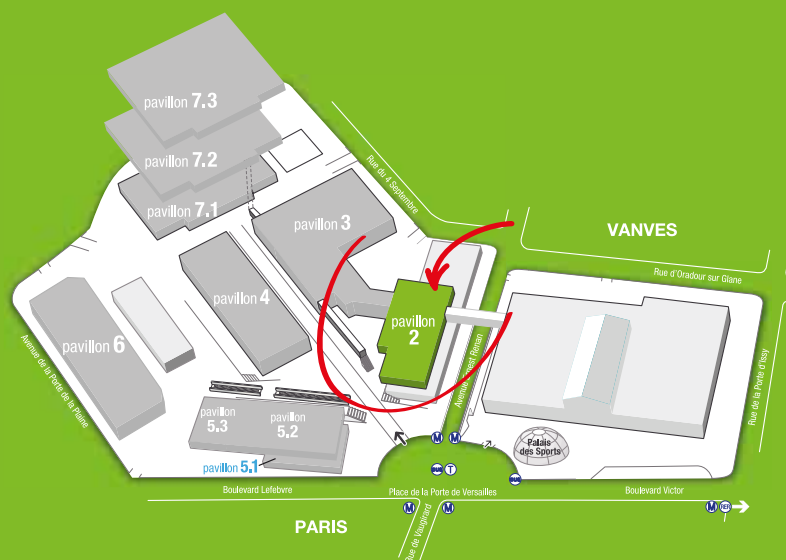 pavillon 7.3
pavillon 7.2
pavillon 7.1
Rue du 4 Septembre
pavillon 3
VANVES
Rue d'Oradour sur Glane
pavillon 4
pavillon
2
pavillon 6
Avenue de la Porte de la Plaine
Avenue Ernest Renan
Rue de la Porte d'Issy
pavillon
5.3
pavillon
5.2
pavillon 5.1
M
M
Palais
des Sports
BUS
T
BUS
Boulevard Lefebvre
Place de la Porte de Versailles
Boulevard Victor
M
M
M
RER
PARIS
Rue de Vaugirard